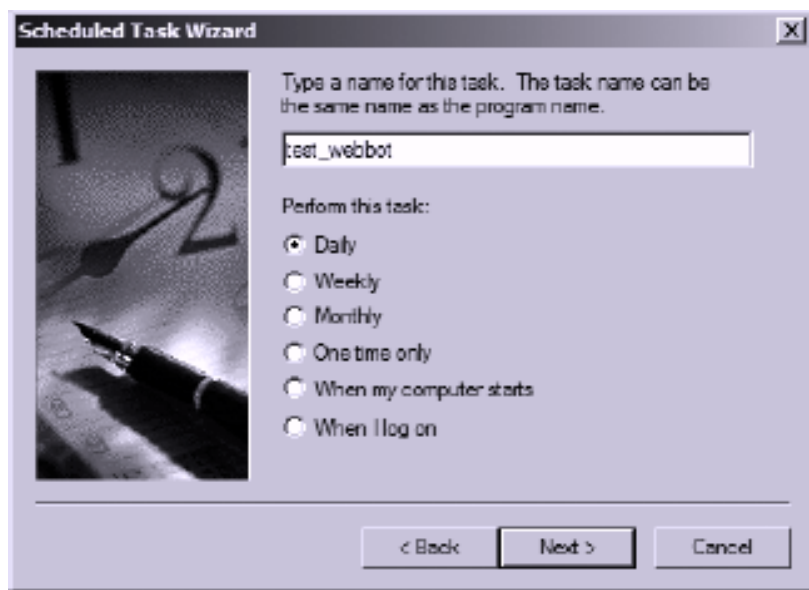 Scheduled Task Wizard
Type a name for this task. The task name can be
the same name as the program name.
test_webbot
Perform this task:
Daily
Weekly
Monthly
One time only
When my computer starts
When I log on
< Back Next > Cancel